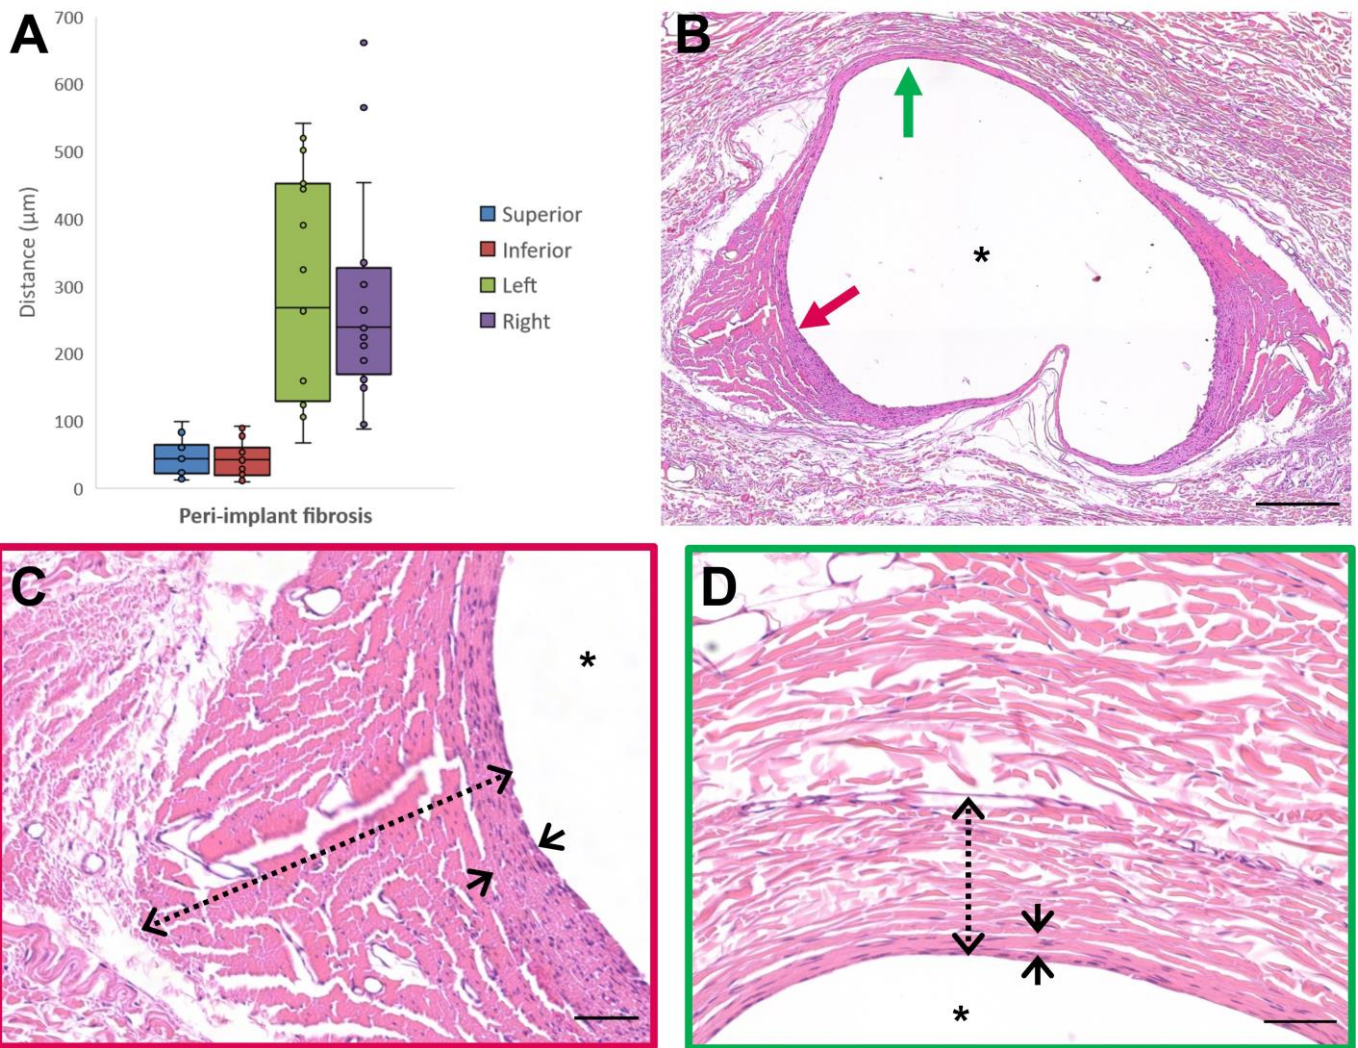 A
700
600
500
400
300
200
100
0
Distance (µm)
Peri-implant fibrosis
Superior
Inferior
Left
Right
B
*
C
*
D
*